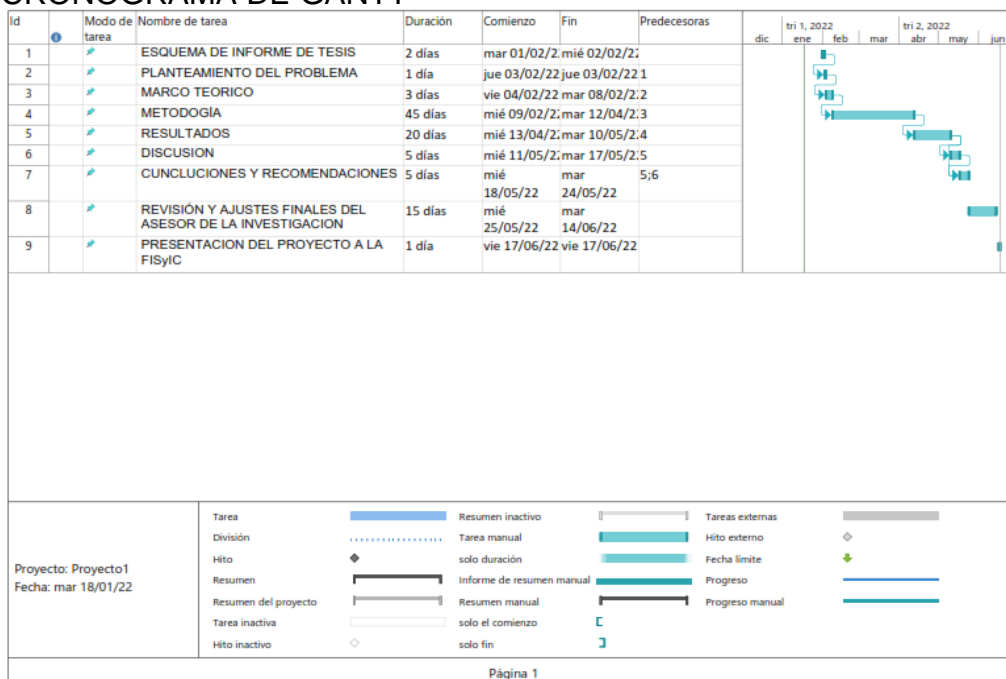 CRONOGRAMA DE GANTT
Id Modo de tarea Nombre de tarea Duración Comienzo Fin Predecesoras tri 1, 2022 tri 2, 2022
dic ene feb mar abr may jun
1 ESQUEMA DE INFORME DE TESIS 2 días mar 01/02/2 mié 02/02/22
2 PLANTEAMIENTO DEL PROBLEMA 1 día jue 03/02/22 jue 03/02/22 1
3 MARCO TEORICO 3 días vie 04/02/22 mar 08/02/2 2
4 METODOGÍA 45 días mié 09/02/2 mar 12/04/2 3
5 RESULTADOS 20 días mié 13/04/2 mar 10/05/2 4
6 DISCUSION 5 días mié 11/05/2 mar 17/05/2 5
7 CUNCLUCIONES Y RECOMENDACIONES 5 días mié 18/05/22 mar 24/05/22 5;6
8 REVISIÓN Y AJUSTES FINALES DEL ASESOR DE LA INVESTIGACION 15 días mié 25/05/22 mar 14/06/22
9 PRESENTACION DEL PROYECTO A LA FISyIC 1 día vie 17/06/22 vie 17/06/22
Proyecto: Proyecto1
Fecha: mar 18/01/22
Tarea Resumen inactivo Tareas externas
División Tarea manual Hito externo
Hito solo duración Fecha límite
Resumen Informe de resumen manual Progreso
Resumen del proyecto Resumen manual Progreso manual
Tarea inactiva solo el comienzo
Hito inactivo solo fin
Página 1